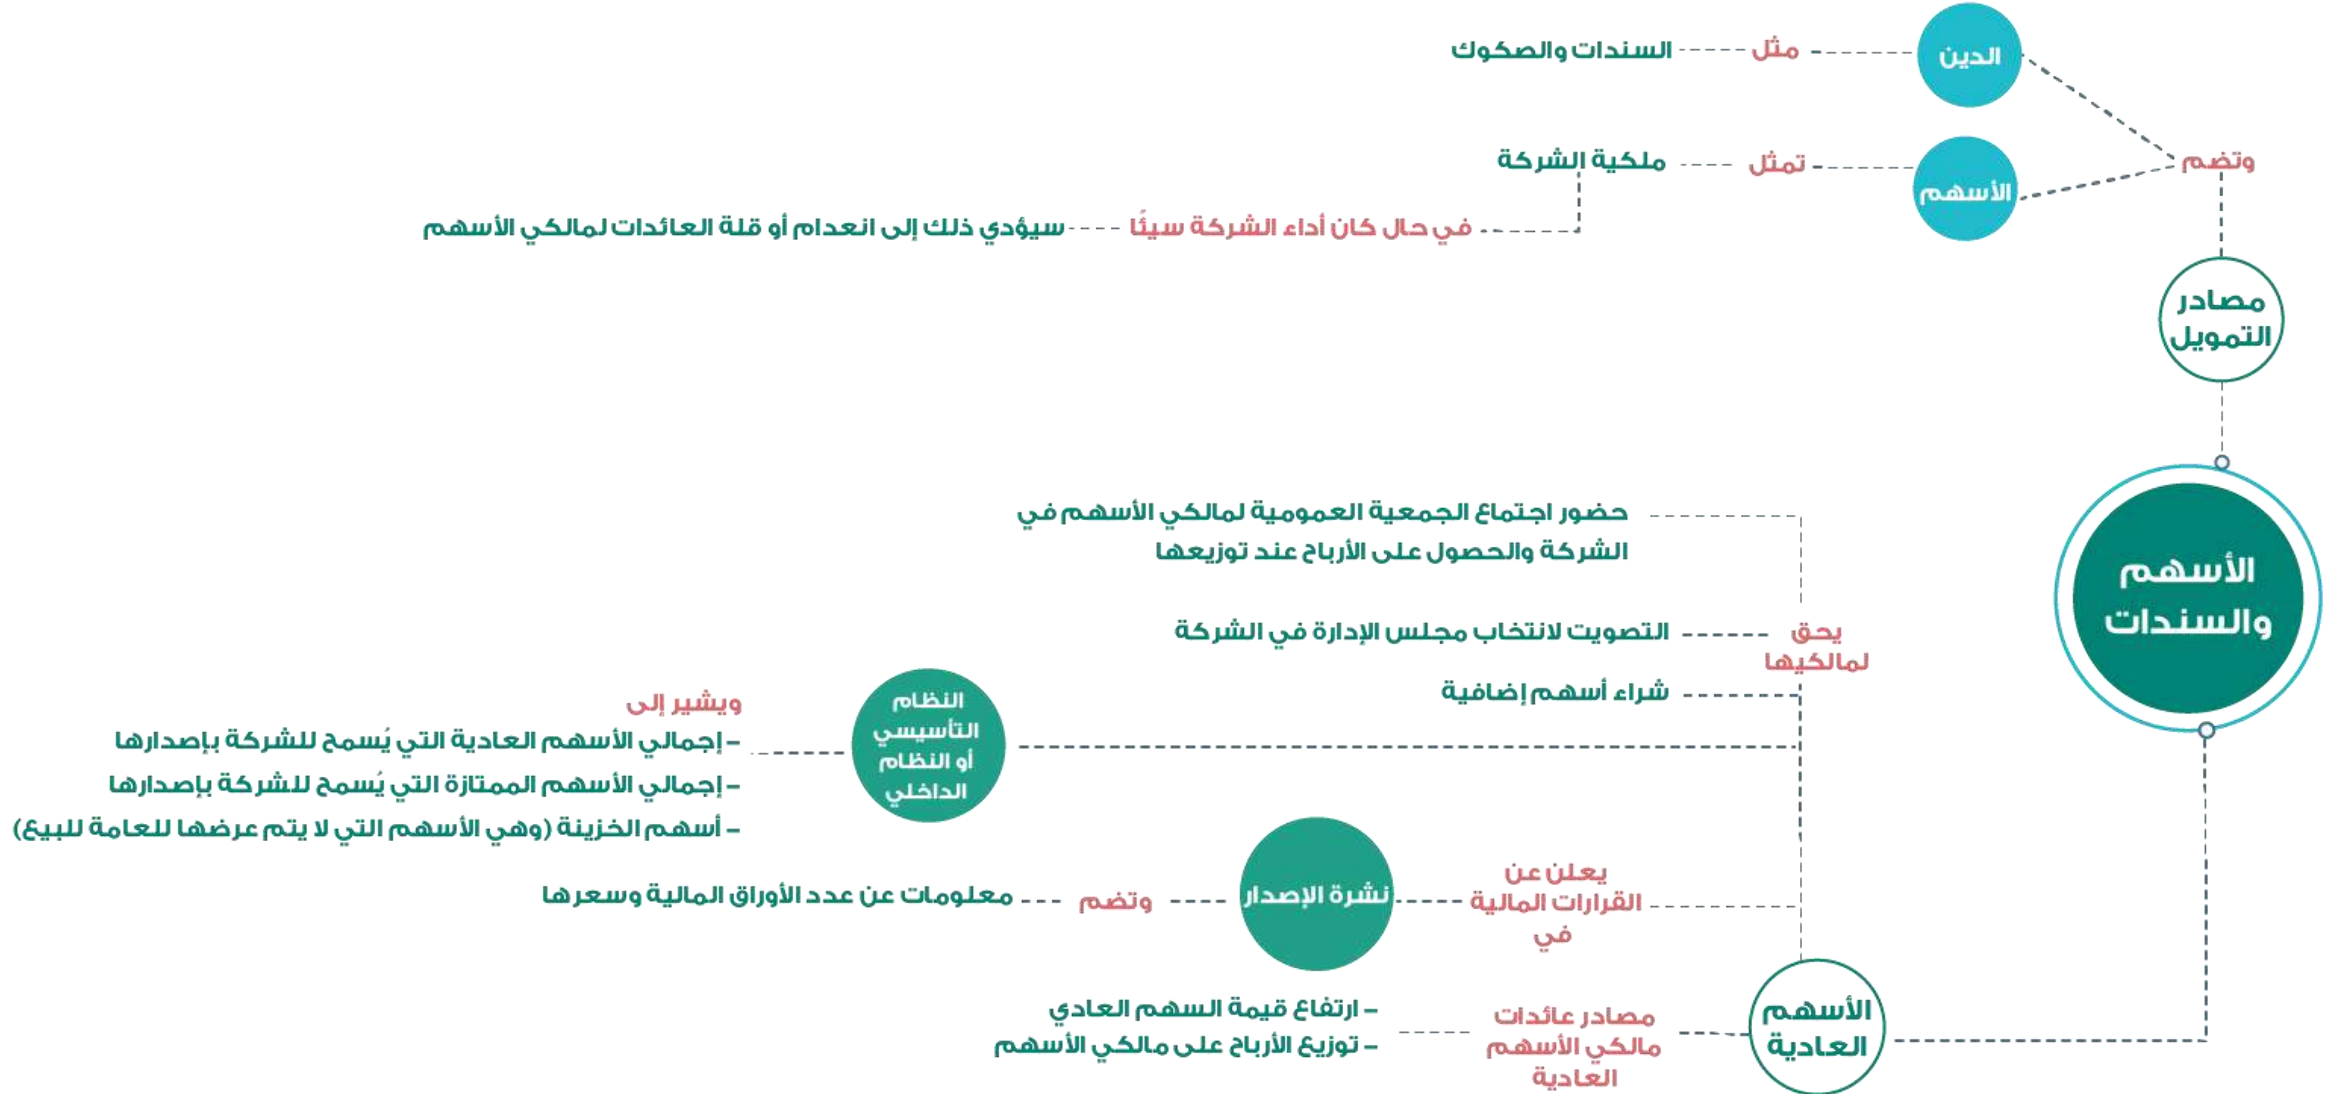 الأسهم
والسندات
مصادر
التمويل
وتضم
الدين
مثل
السندات والصكوك
الأسهم
تمثل
ملكية الشركة
في حال كان أداء الشركة سيئًا
سيؤدي ذلك إلى انعدام أو قلة العائدات لمالكي الأسهم
الأسهم
العادية
يحق
لمالكيها
حضور اجتماع الجمعية العمومية لمالكي الأسهم في
الشركة والحصول على الأرباح عند توزيعها
التصويت لانتخاب مجلس الإدارة في الشركة
شراء أسهم إضافية
النظام
التأسيسي
أو النظام
الداخلي
ويشير إلى
– إجمالي الأسهم العادية التي يُسمح للشركة بإصدارها
– إجمالي الأسهم الممتازة التي يُسمح للشركة بإصدارها
– أسهم الخزينة (وهي الأسهم التي لا يتم عرضها للعامة للبيع)
يعلن عن
القرارات المالية
في
نشرة الإصدار
وتضم
معلومات عن عدد الأوراق المالية وسعرها
مصادر عائدات
مالكي الأسهم
العادية
– ارتفاع قيمة السهم العادي
– توزيع الأرباح على مالكي الأسهم